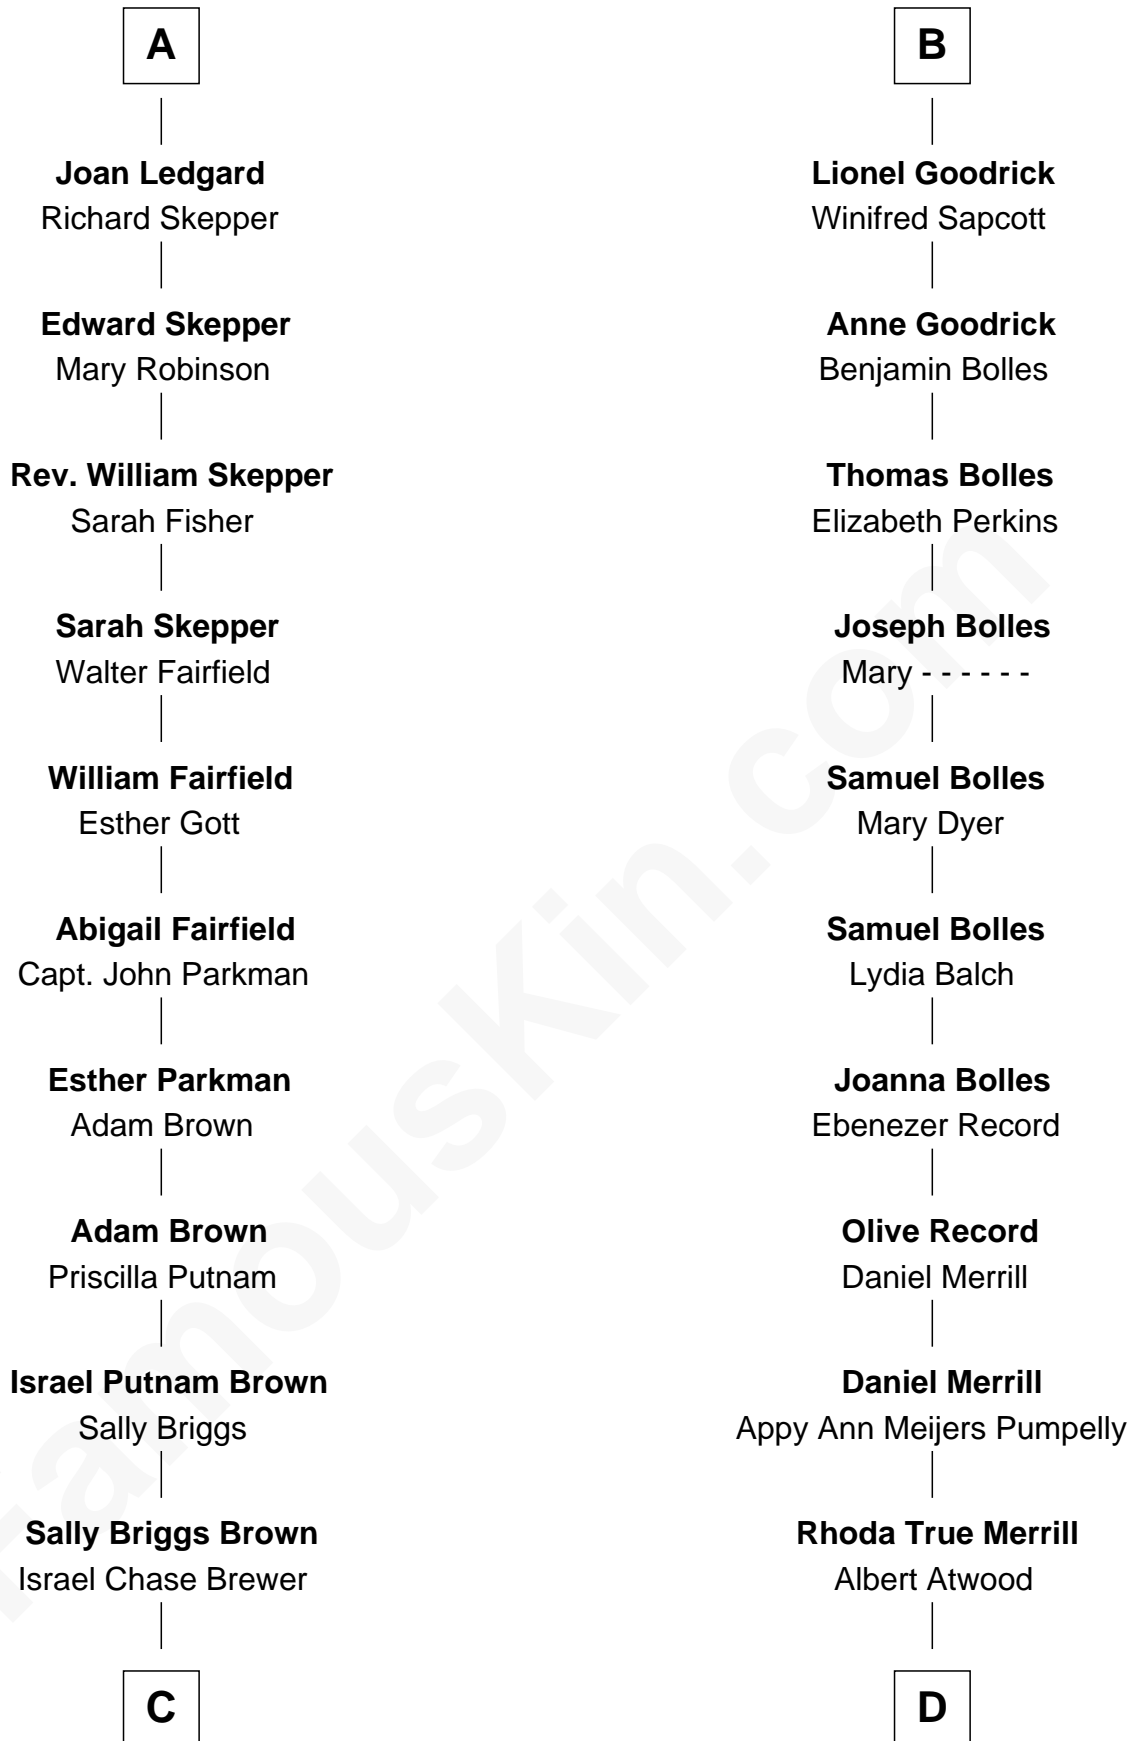 A
Joan Ledgard
Richard Skepper
Edward Skepper
Mary Robinson
Rev. William Skepper
Sarah Fisher
Sarah Skepper
Walter Fairfield
William Fairfield
Esther Gott
Abigail Fairfield
Capt. John Parkman
Esther Parkman
Adam Brown
Adam Brown
Priscilla Putnam
Israel Putnam Brown
Sally Briggs
Sally Briggs Brown
Israel Chase Brewer
C
B
Lionel Goodrick
Winifred Sapcott
Anne Goodrick
Benjamin Bolles
Thomas Bolles
Elizabeth Perkins
Joseph Bolles
Mary - - - - - -
Samuel Bolles
Mary Dyer
Samuel Bolles
Lydia Balch
Joanna Bolles
Ebenezer Record
Olive Record
Daniel Merrill
Daniel Merrill
Appy Ann Meijers Pumpelly
Rhoda True Merrill
Albert Atwood
D
FamousKin.com